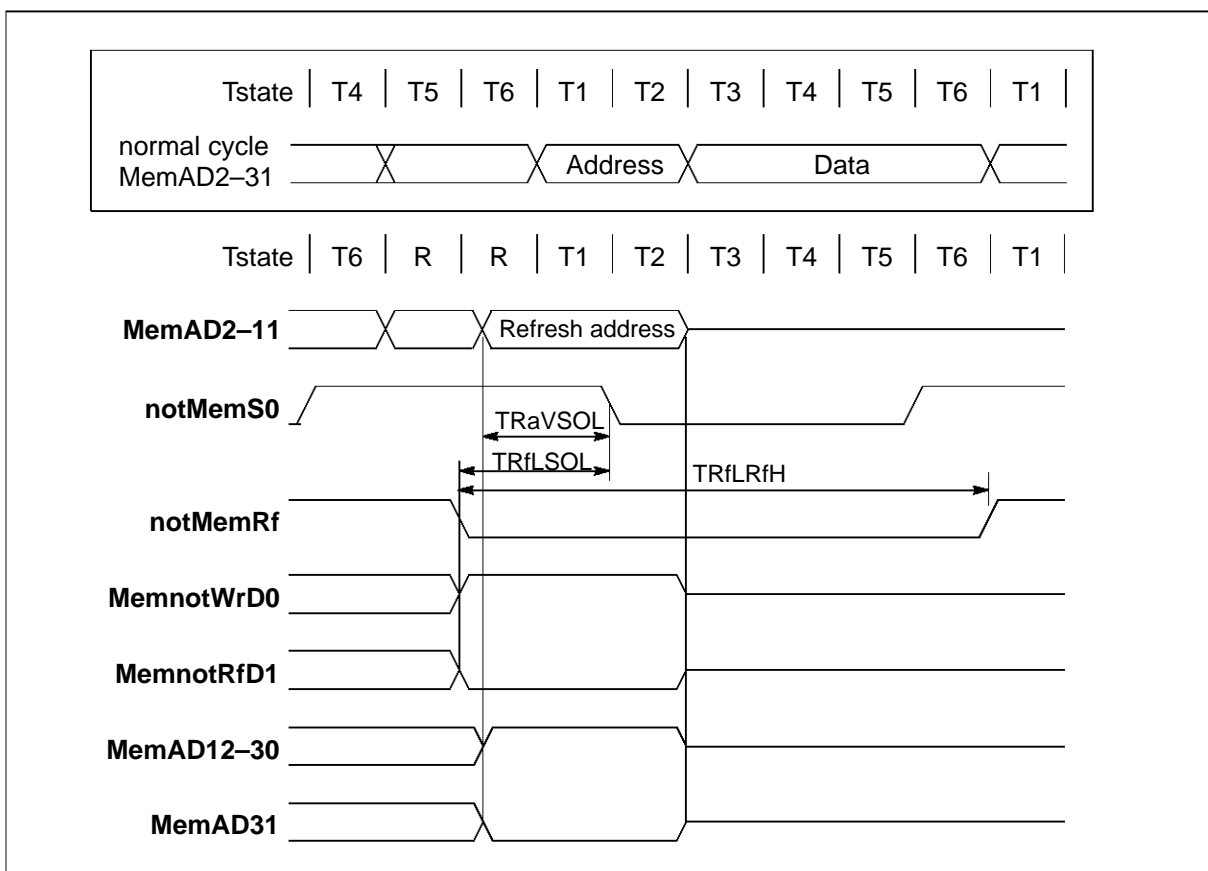 Tstate T4 T5 T6 T1 T2 T3 T4 T5 T6 T1
normal cycle
MemAD2–31
Address Data
Tstate T6 R R T1 T2 T3 T4 T5 T6 T1
MemAD2–11 Refresh address
notMemS0
TRaVSOL
TRfLSOL
TRfLRfH
notMemRf
MemnotWrD0
MemnotRfD1
MemAD12–30
MemAD31